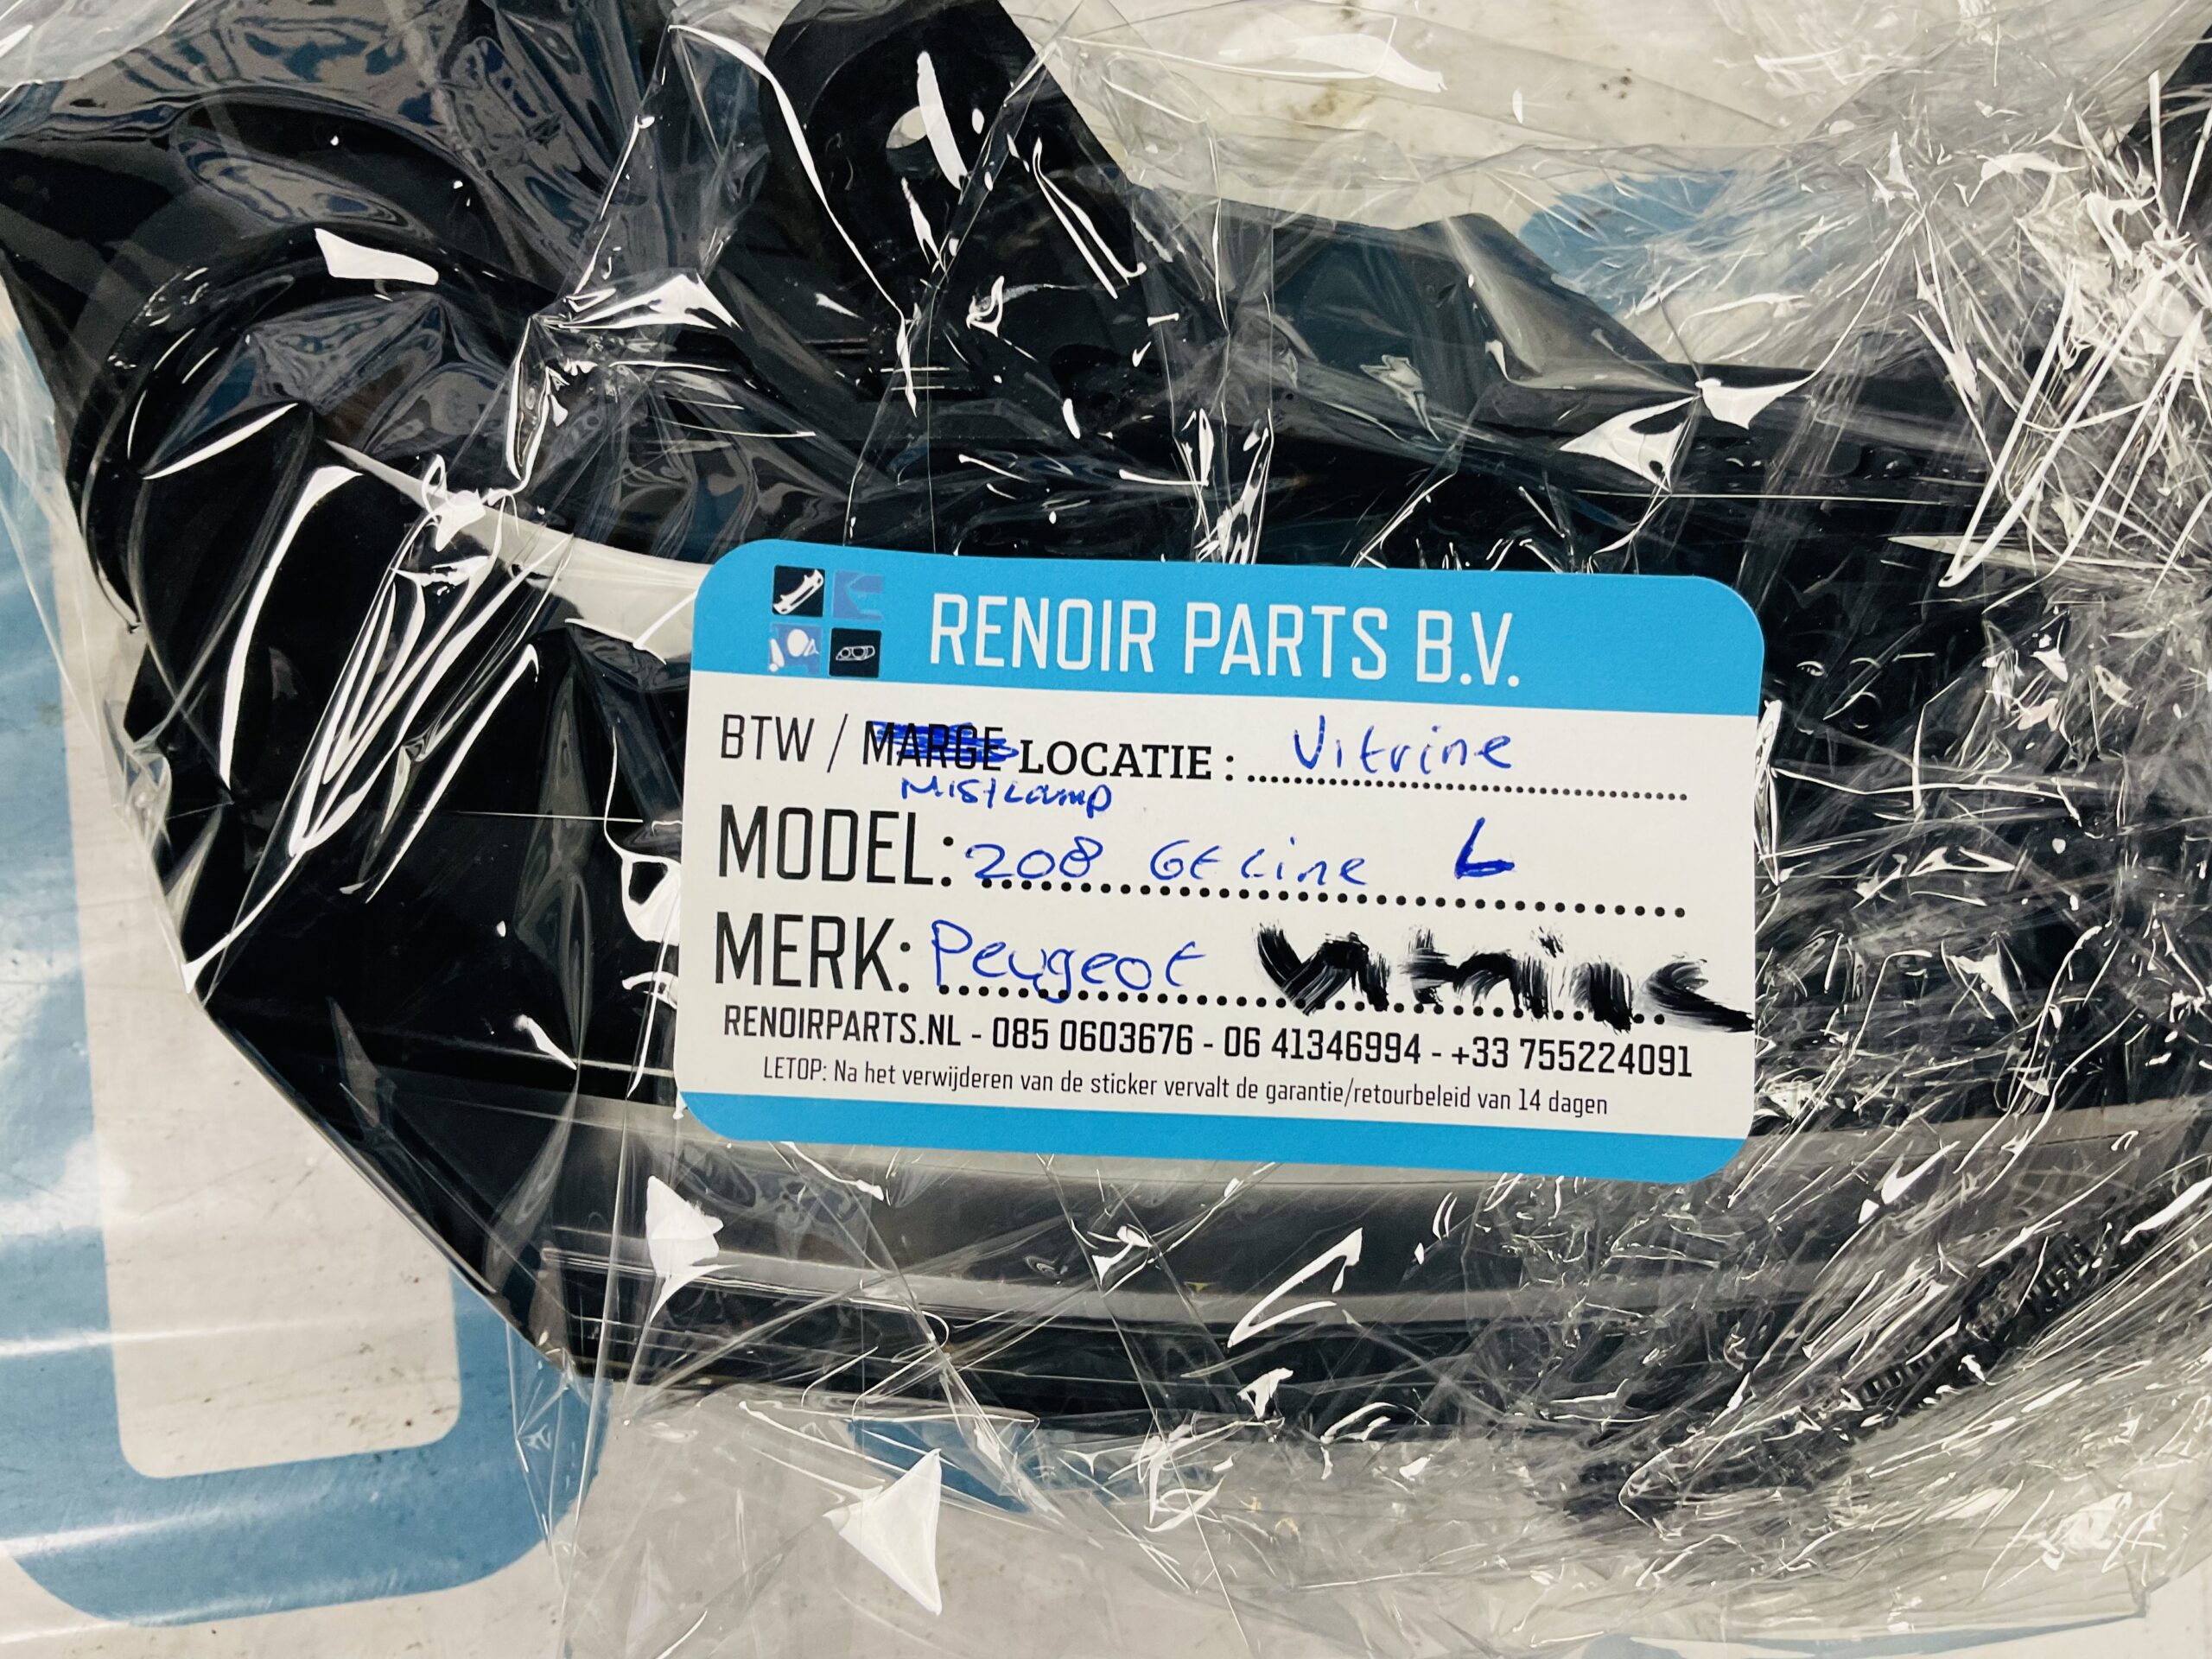 RENOIR PARTS B.V.
BTW / MARGE LOCATIE : Vitrine
Mistlamp
MODEL: 208 Gt Line L
MERK: Peugeot
RENOIRPARTS.NL - 085 0603676 - 06 41346994 - +33 755224091
LETOP: Na het verwijderen van de sticker vervalt de garantie/retourbeleid van 14 dagen